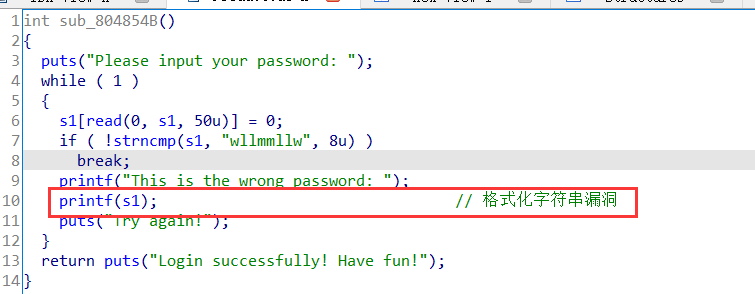 1 int sub_804854B()
2 {
3 puts("Please input your password: ");
4 while ( 1 )
5 {
6 s1[read(0, s1, 50u)] = 0;
7 if ( !strncmp(s1, "wllmmllw", 8u) )
8 break;
9 printf("This is the wrong password: ");
10 printf(s1); // 格式化字符串漏洞
11 puts("Try again!");
12 }
13 return puts("Login successfully! Have fun!");
14 }